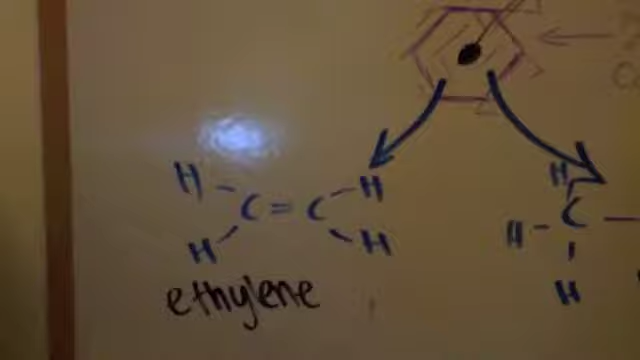 H H H
C = C C
H H H H
ethylene